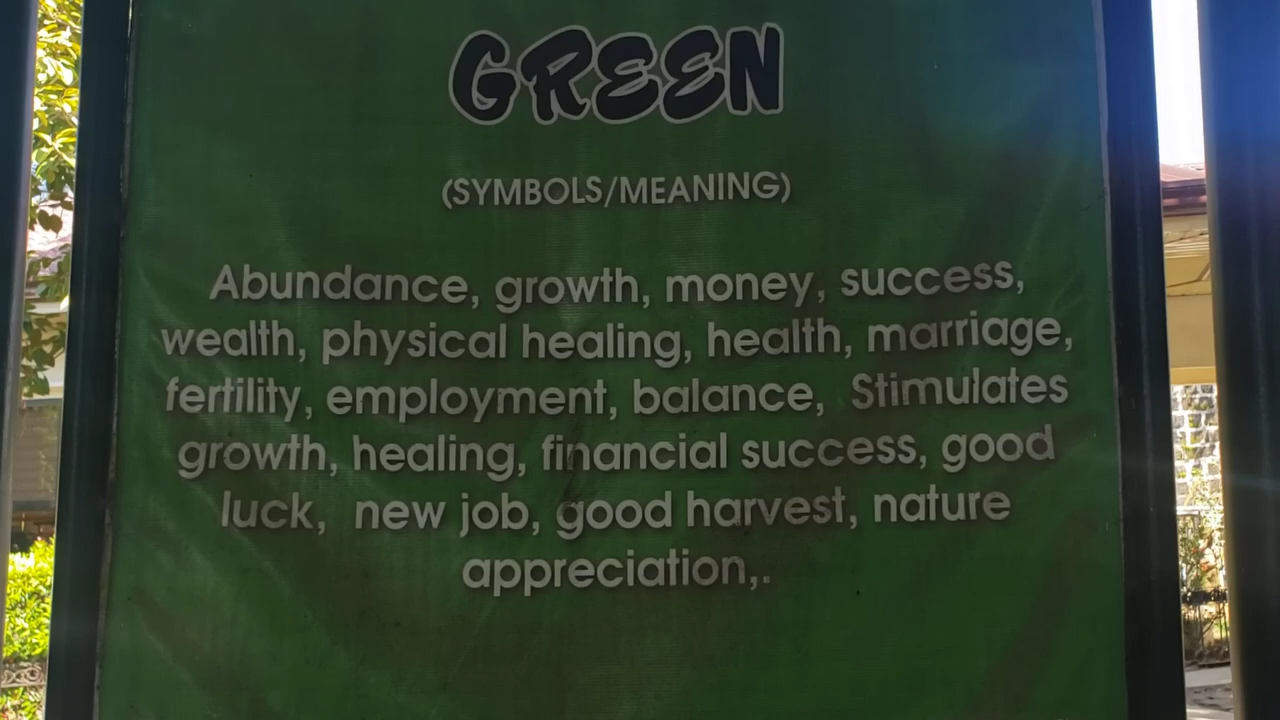 GREEN
(SYMBOLS/MEANING)
Abundance, growth, money, success,
wealth, physical healing, health, marriage,
fertility, employment, balance,  Stimulates
growth, healing, financial success, good
luck,  new job, good harvest, nature
appreciation,.